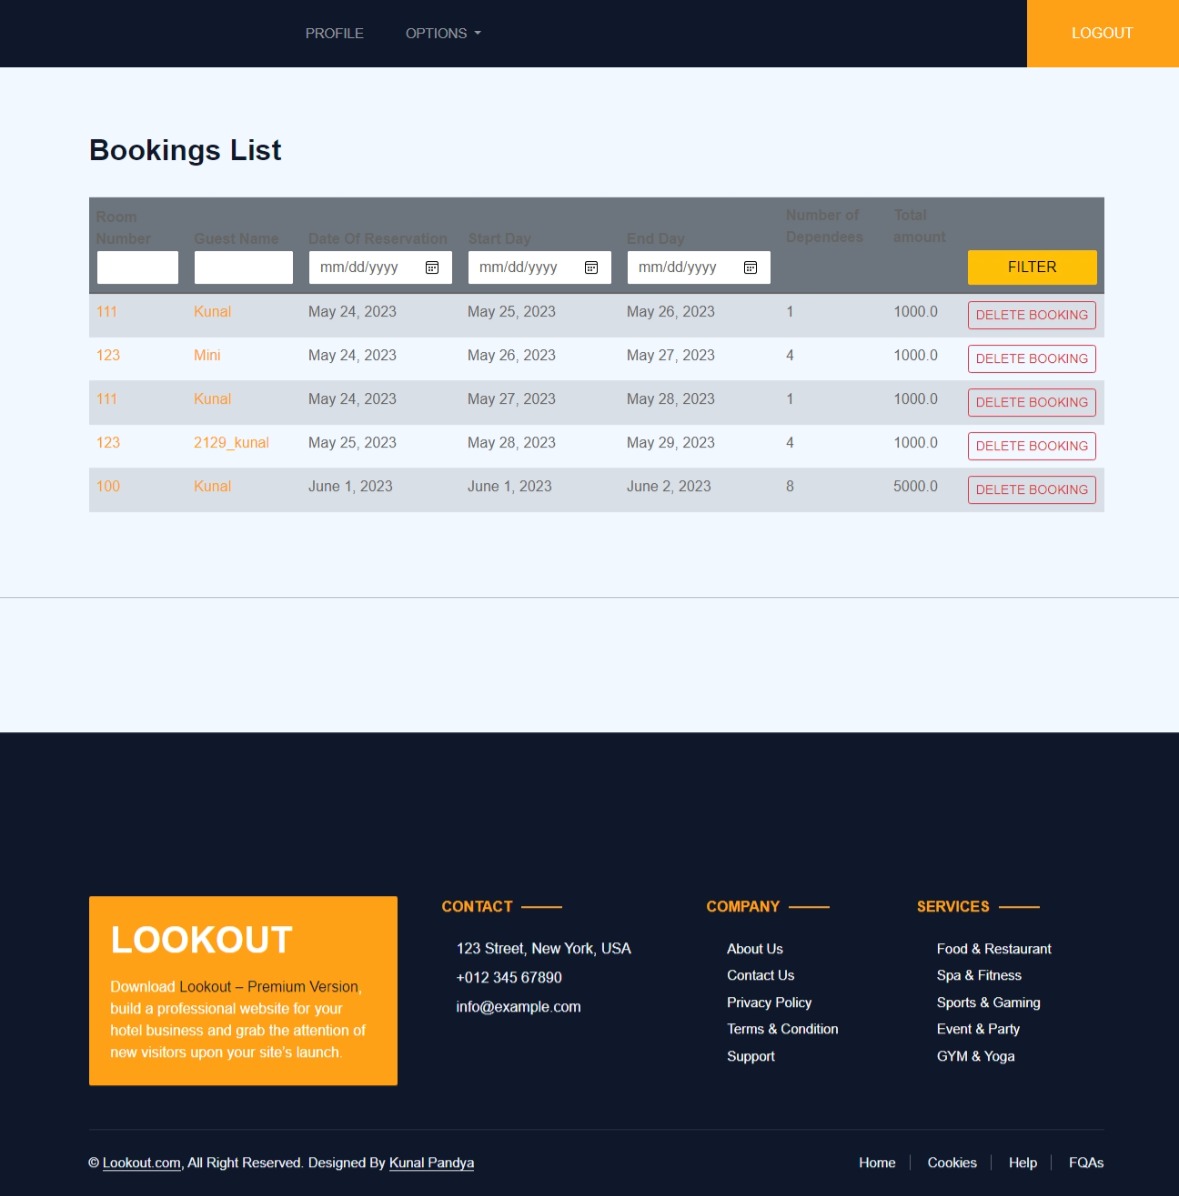 PROFILE OPTIONS LOGOUT
Bookings List
Room Number Guest Name Date Of Reservation Start Day End Day Number of Dependees Total amount
mm/dd/yyyy mm/dd/yyyy mm/dd/yyyy FILTER
111 Kunal May 24, 2023 May 25, 2023 May 26, 2023 1 1000.0 DELETE BOOKING
123 Mini May 24, 2023 May 26, 2023 May 27, 2023 4 1000.0 DELETE BOOKING
111 Kunal May 24, 2023 May 27, 2023 May 28, 2023 1 1000.0 DELETE BOOKING
123 2129_kunal May 25, 2023 May 28, 2023 May 29, 2023 4 1000.0 DELETE BOOKING
100 Kunal June 1, 2023 June 1, 2023 June 2, 2023 8 5000.0 DELETE BOOKING
LOOKOUT
Download Lookout – Premium Version,
build a professional website for your
hotel business and grab the attention of
new visitors upon your site's launch.
CONTACT
123 Street, New York, USA
+012 345 67890
info@example.com
COMPANY
About Us
Contact Us
Privacy Policy
Terms & Condition
Support
SERVICES
Food & Restaurant
Spa & Fitness
Sports & Gaming
Event & Party
GYM & Yoga
© Lookout.com, All Right Reserved. Designed By Kunal Pandya
Home Cookies Help FQAs